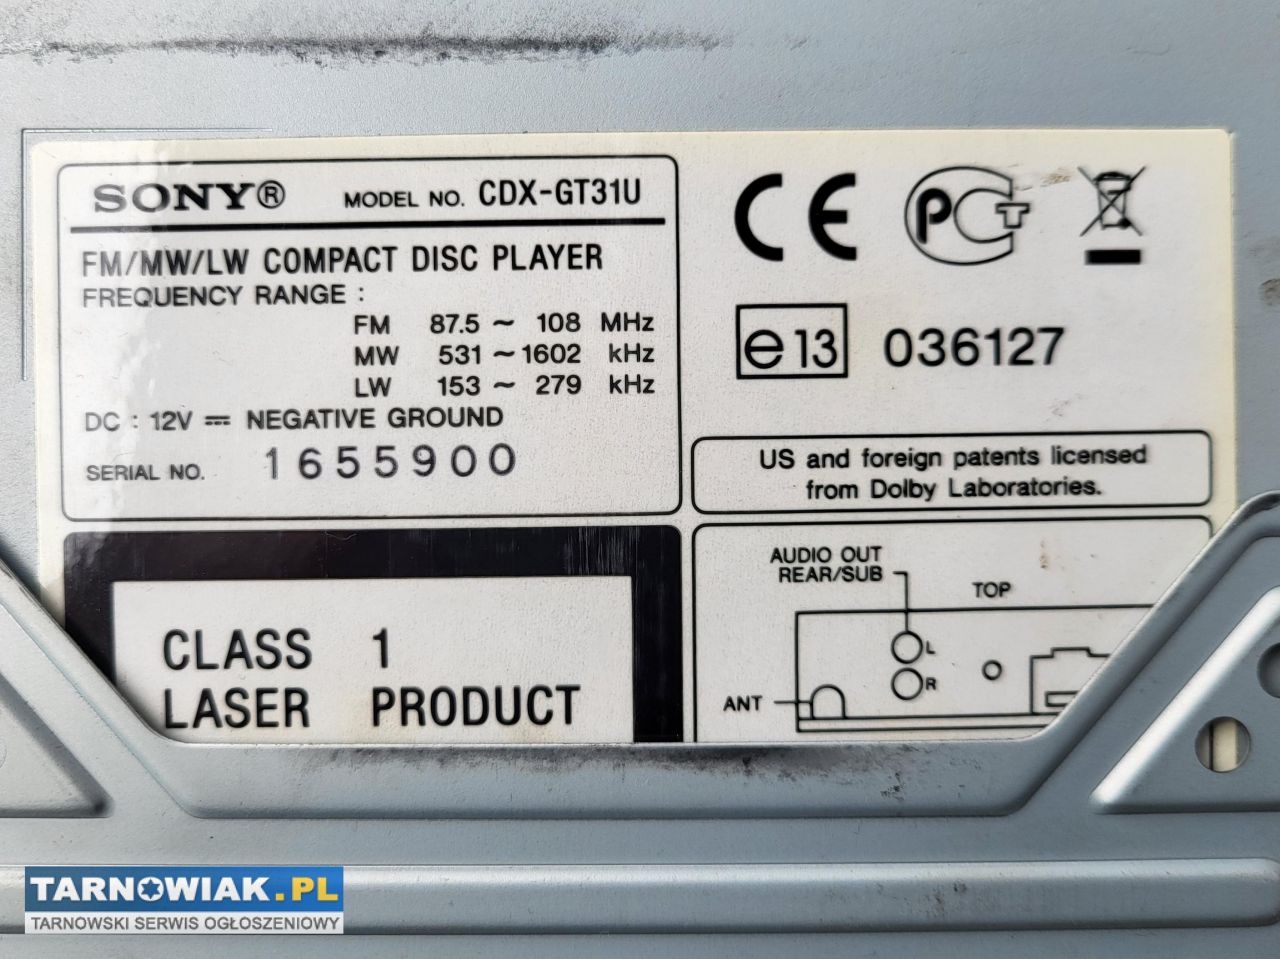 SONY® MODEL NO. CDX-GT31U
FM/MW/LW COMPACT DISC PLAYER
FREQUENCY RANGE :
FM 87.5 ~ 108 MHz
MW 531 ~ 1602 kHz
LW 153 ~ 279 kHz
DC : 12V ⎓ NEGATIVE GROUND
SERIAL NO. 1655900
CE PCT
e13 036127
US and foreign patents licensed
from Dolby Laboratories.
CLASS 1
LASER PRODUCT
AUDIO OUT
REAR/SUB
TOP
L
R
ANT
TARNOWIAK.PL
TARNOWSKI SERWIS OGŁOSZENIOWY